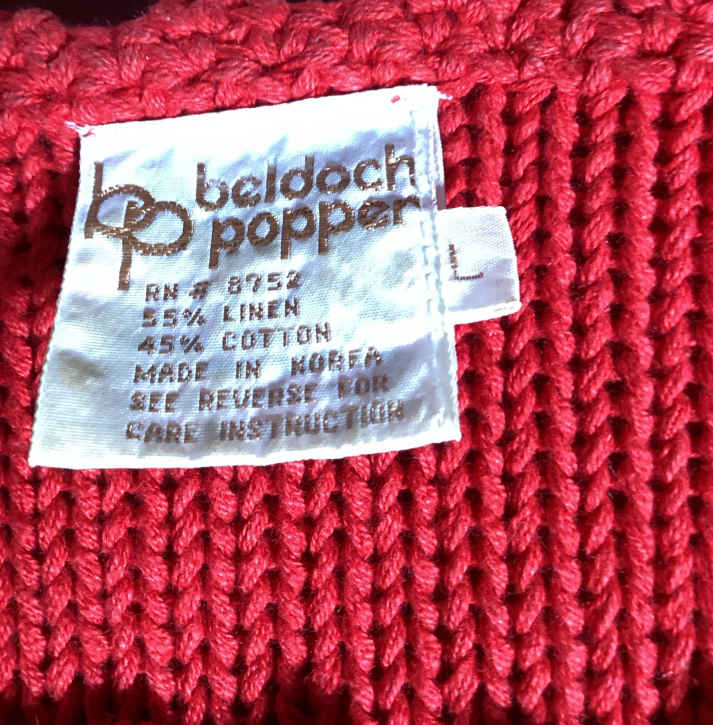 bp
beldoch
popper
L
RN # 8752
55% LINEN
45% COTTON
MADE IN KOREA
SEE REVERSE FOR
CARE INSTRUCTION